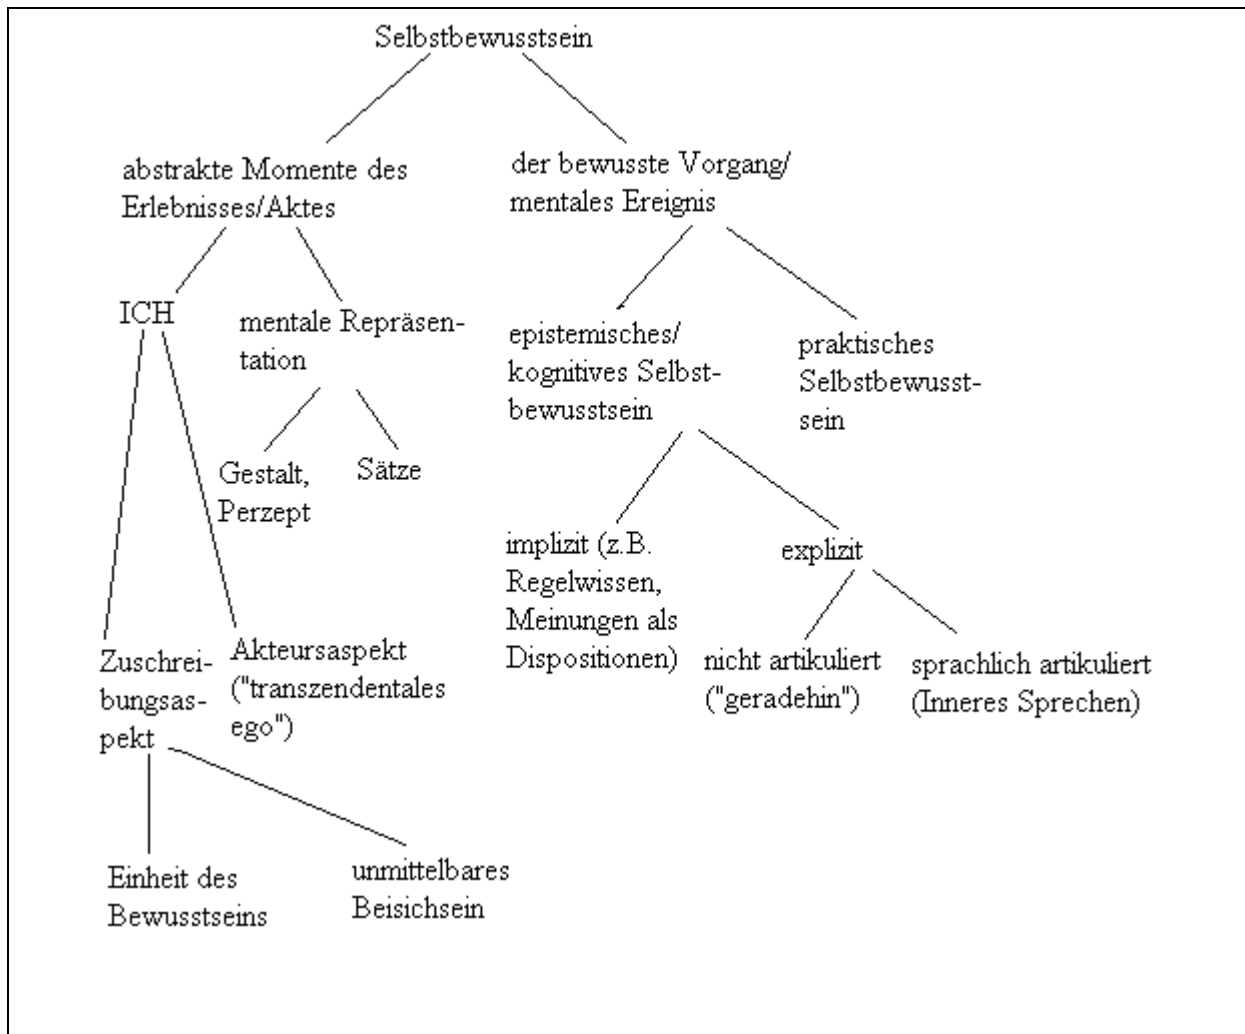 Selbstbewusstsein
abstrakte Momente des
Erlebnisses/Aktes
der bewusste Vorgang/
mentales Ereignis
ICH
mentale Repräsen-
tation
epistemisches/
kognitives Selbst-
bewusstsein
praktisches
Selbstbewusst-
sein
Gestalt,
Perzept
Sätze
implizit (z.B.
Regelwissen,
Meinungen als
Dispositionen)
explizit
Zuschrei-
bungsas-
pekt
Akteursaspekt
("transzendentales
ego")
nicht artikuliert
("geradehin")
sprachlich artikuliert
(Inneres Sprechen)
Einheit des
Bewusstseins
unmittelbares
Beisichsein